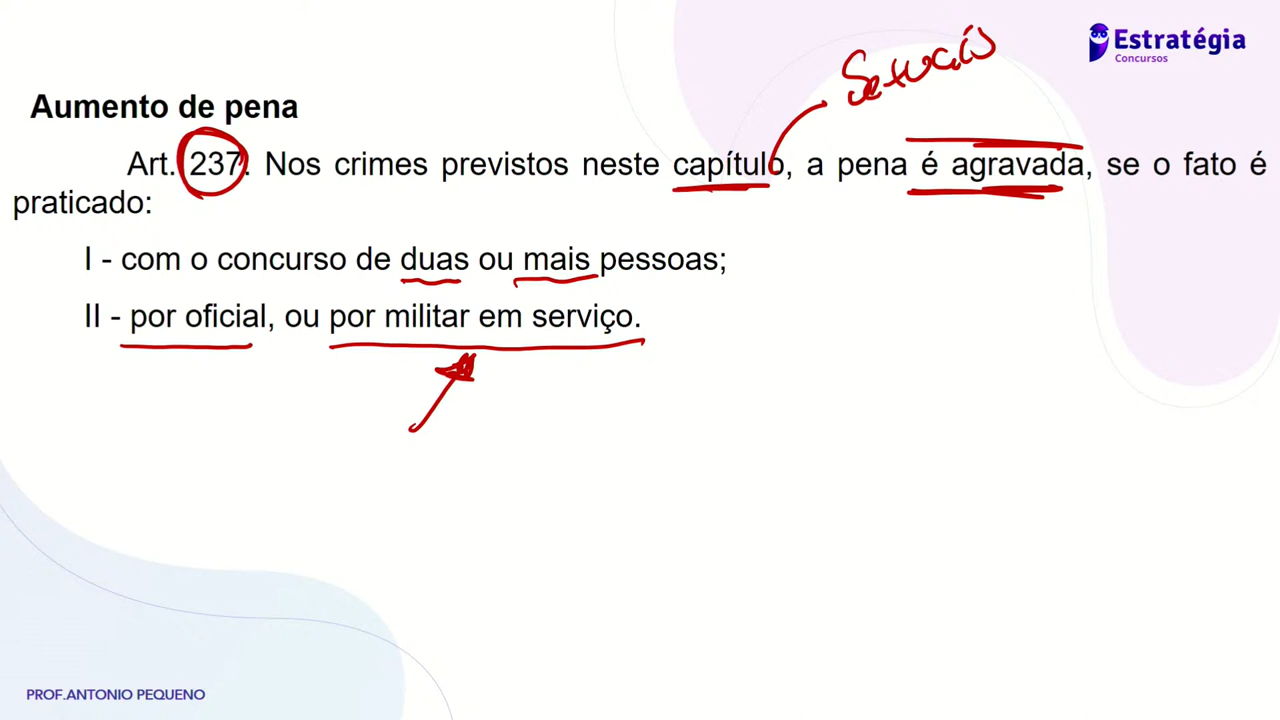 Estratégia
Concursos
Sexuais
Aumento de pena
Art. 237. Nos crimes previstos neste capítulo, a pena é agravada, se o fato é
praticado:
I - com o concurso de duas ou mais pessoas;
II - por oficial, ou por militar em serviço.
PROF.ANTONIO PEQUENO